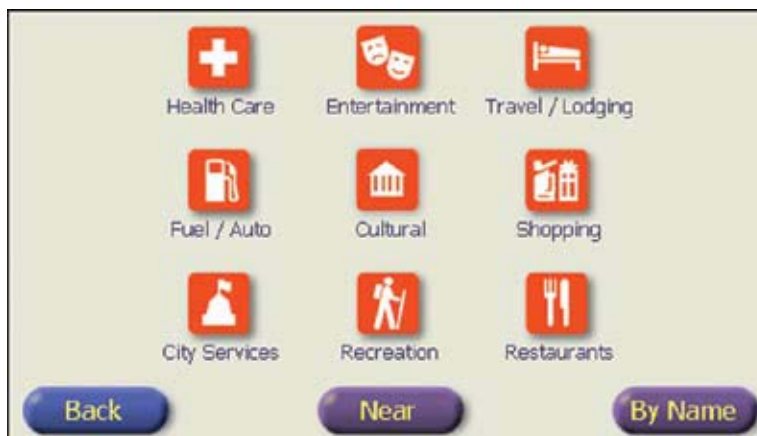 Health Care
Entertainment
Travel / Lodging
Fuel / Auto
Cultural
Shopping
City Services
Recreation
Restaurants
Back
Near
By Name